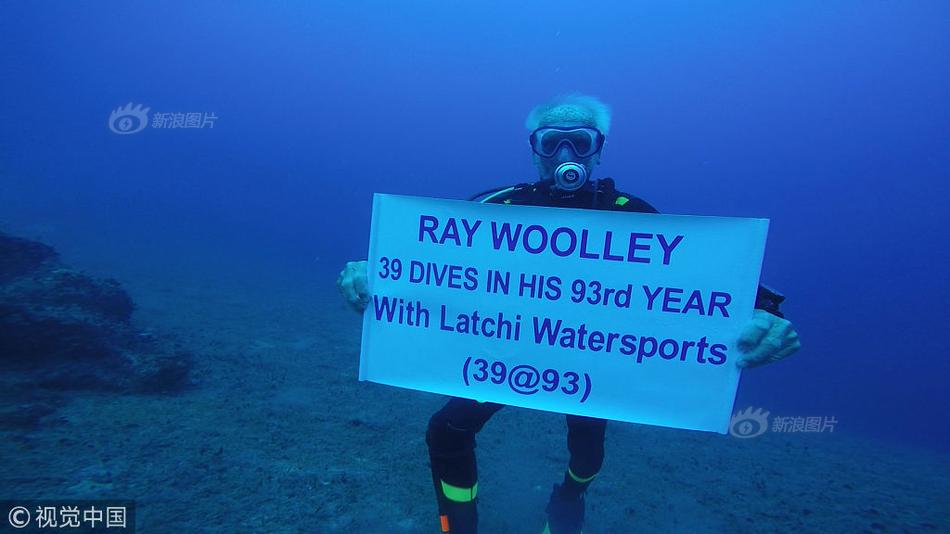 新浪图片
RAY WOOLLEY
39 DIVES IN HIS 93rd YEAR
With Latchi Watersports
(39@93)
新浪图片
© 视觉中国